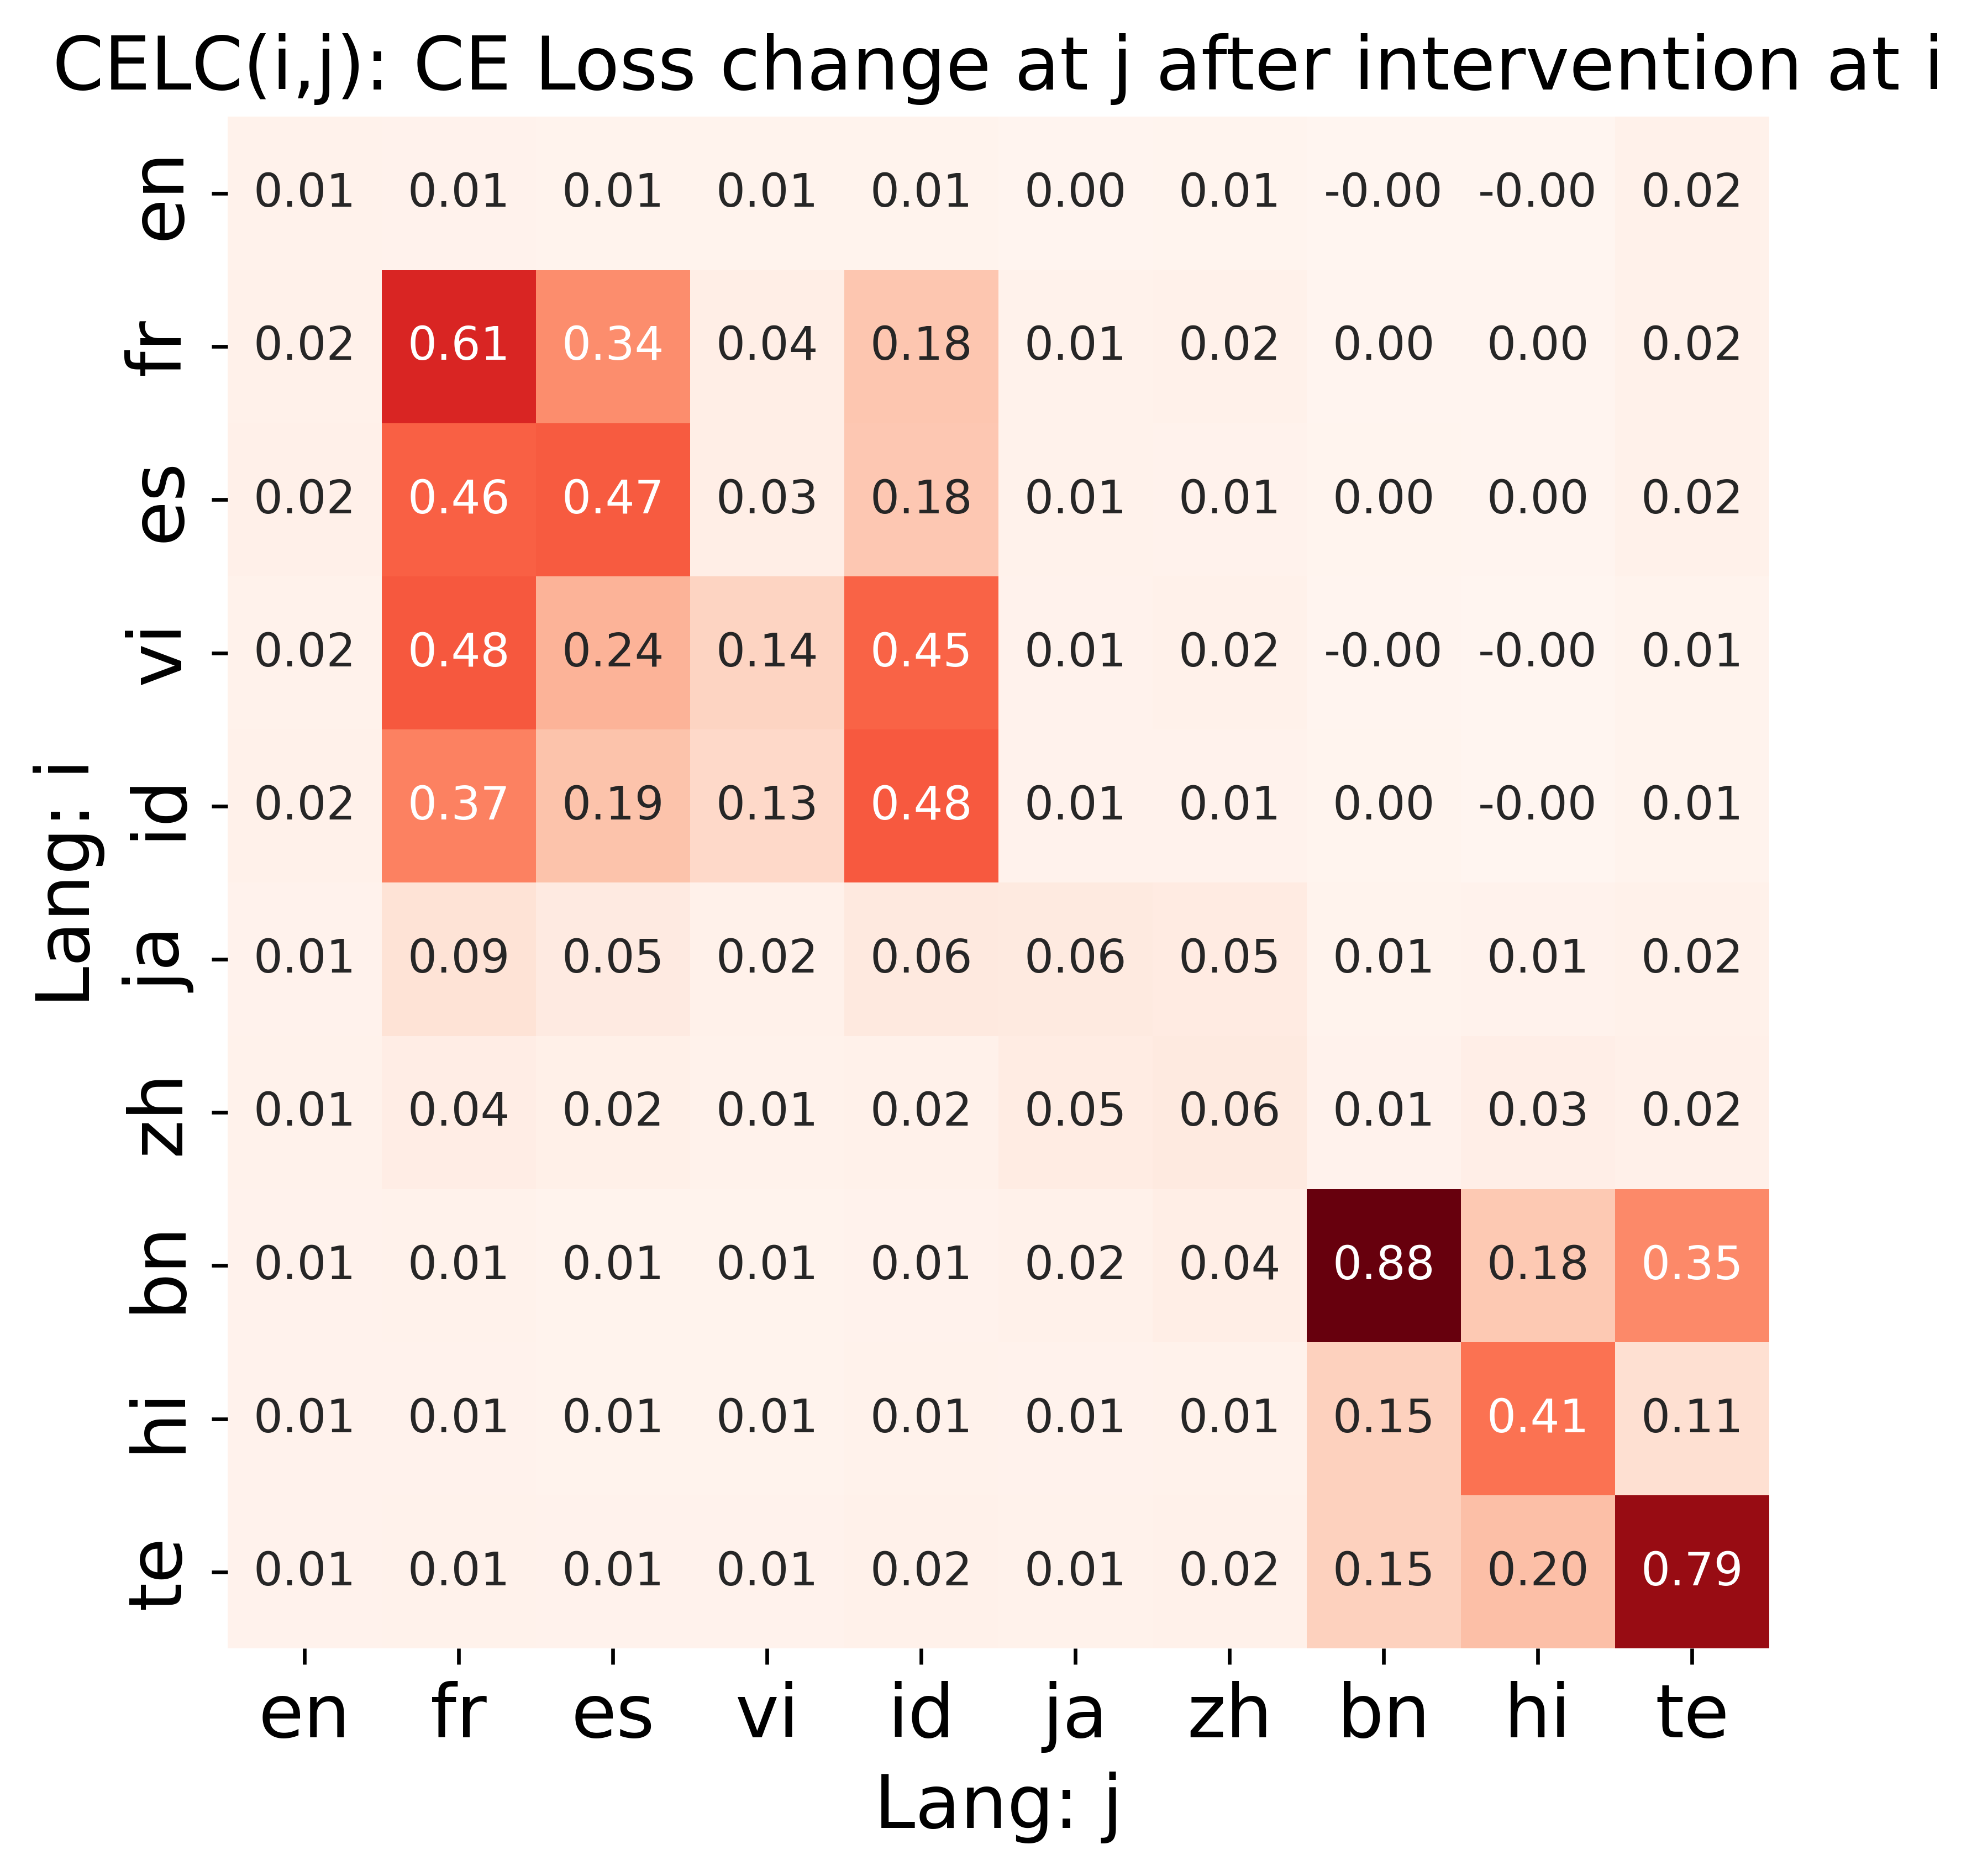 CELC(i,j): CE Loss change at j after intervention at i
Lang: i
en 0.01 0.01 0.01 0.01 0.01 0.00 0.01 -0.00 -0.00 0.02
fr 0.02 0.61 0.34 0.04 0.18 0.01 0.02 0.00 0.00 0.02
es 0.02 0.46 0.47 0.03 0.18 0.01 0.01 0.00 0.00 0.02
vi 0.02 0.48 0.24 0.14 0.45 0.01 0.02 -0.00 -0.00 0.01
id 0.02 0.37 0.19 0.13 0.48 0.01 0.01 0.00 -0.00 0.01
ja 0.01 0.09 0.05 0.02 0.06 0.06 0.05 0.01 0.01 0.02
zh 0.01 0.04 0.02 0.01 0.02 0.05 0.06 0.01 0.03 0.02
bn 0.01 0.01 0.01 0.01 0.01 0.02 0.04 0.88 0.18 0.35
hi 0.01 0.01 0.01 0.01 0.01 0.01 0.01 0.15 0.41 0.11
te 0.01 0.01 0.01 0.01 0.02 0.01 0.02 0.15 0.20 0.79
en fr es vi id ja zh bn hi te
Lang: j